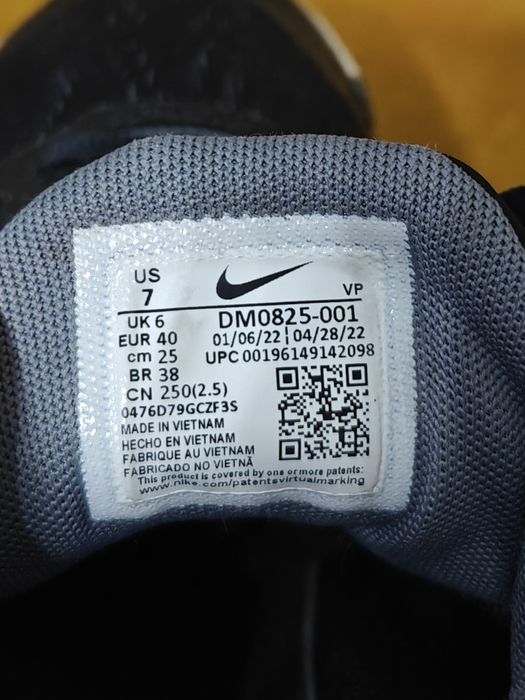 US
7
VP
UK 6
DM0825-001
EUR 40
01/06/22 | 04/28/22
cm 25
UPC 00196149142098
BR 38
CN 250(2.5)
0476D79GCZF3S
MADE IN VIETNAM
HECHO EN VIETNAM
FABRIQUE AU VIETNAM
FABRICADO NO VIETNÃ
This product is covered by one or more patents:
www.nike.com/patentsvirtualmarking